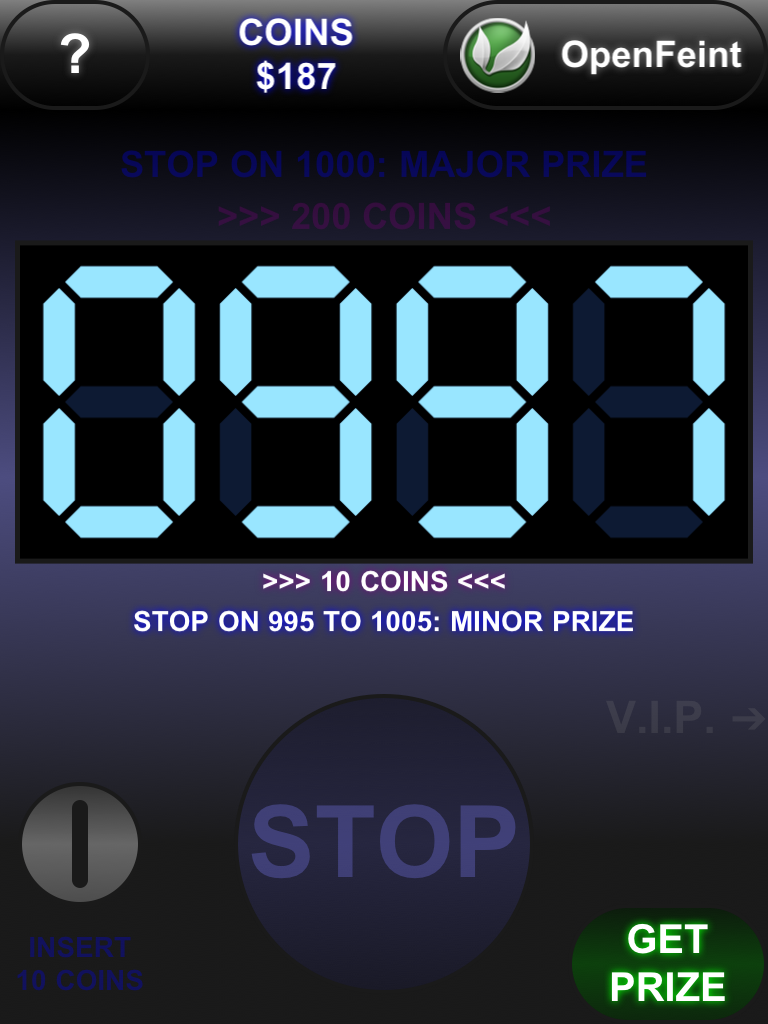 ?
COINS
$187
OpenFeint
STOP ON 1000: MAJOR PRIZE
>>> 200 COINS <<<
0997
>>> 10 COINS <<<
STOP ON 995 TO 1005: MINOR PRIZE
V.I.P. ➔
STOP
INSERT
10 COINS
GET
PRIZE